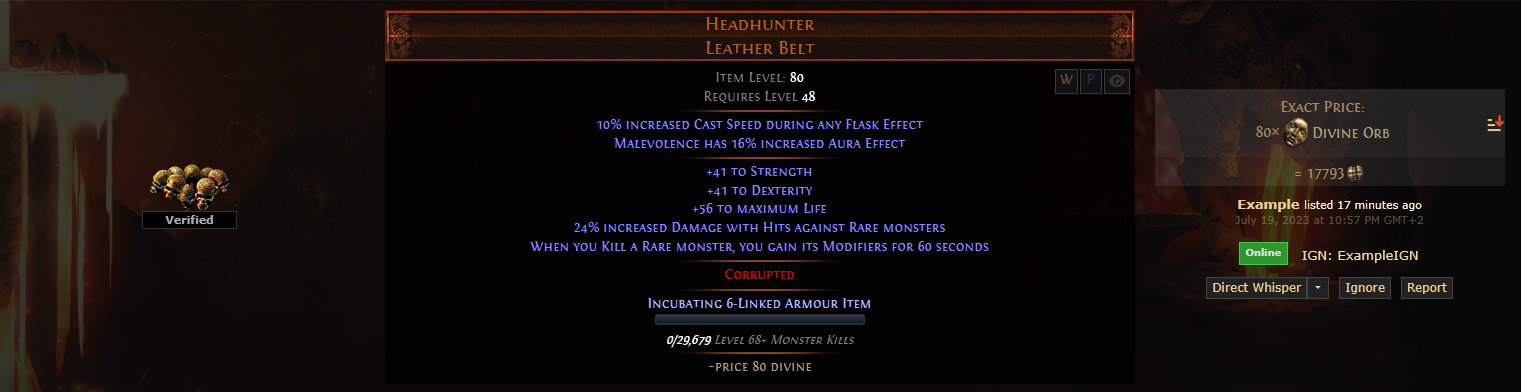 Headhunter
Leather Belt
Item Level: 80
Requires Level 48
W P
10% increased Cast Speed during any Flask Effect
Malevolence has 16% increased Aura Effect
+41 to Strength
+41 to Dexterity
+56 to maximum Life
24% increased Damage with Hits against Rare monsters
When you Kill a Rare monster, you gain its Modifiers for 60 seconds
Corrupted
Incubating 6-Linked Armour Item
0/29,679 Level 68+ Monster Kills
~price 80 divine
Verified
Exact Price:
80× Divine Orb
= 17793
Example listed 17 minutes ago
July 19, 2023 at 10:57 PM GMT+2
Online IGN: ExampleIGN
Direct Whisper Ignore Report